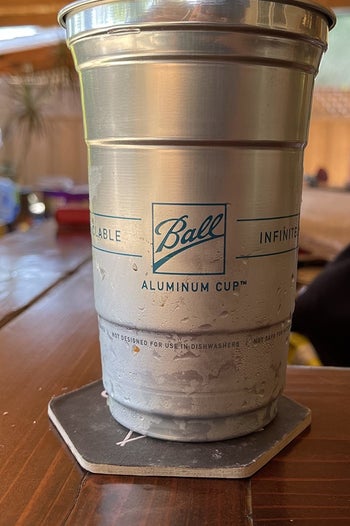 CLABLE
Ball
INFINITE
ALUMINUM CUP™
NOT DESIGNED FOR USE IN DISHWASHERS